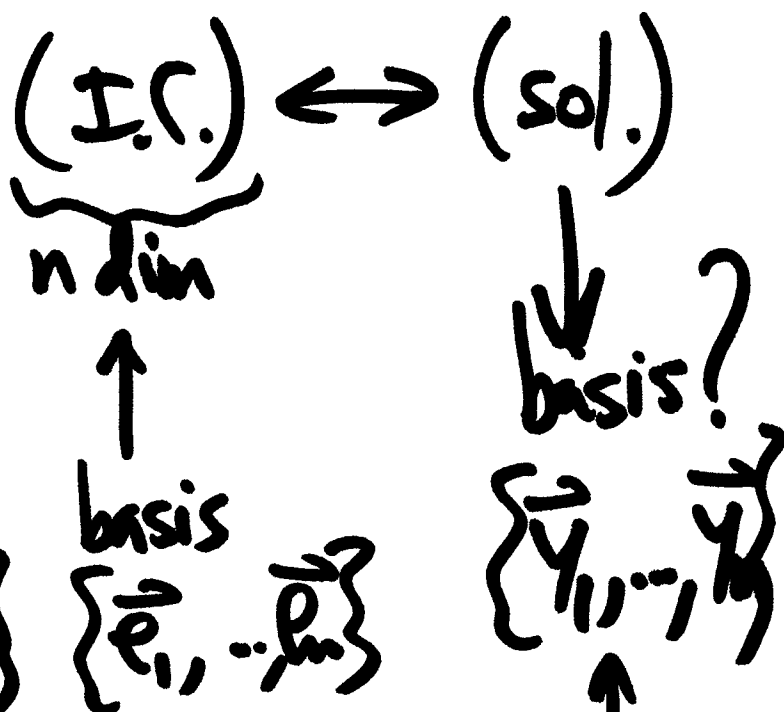 (I.C.) ↔ (sol.)
n dim
basis?
basis
{e⃗₁, ..., e⃗ₙ}
{y⃗₁, ..., y⃗ₙ}